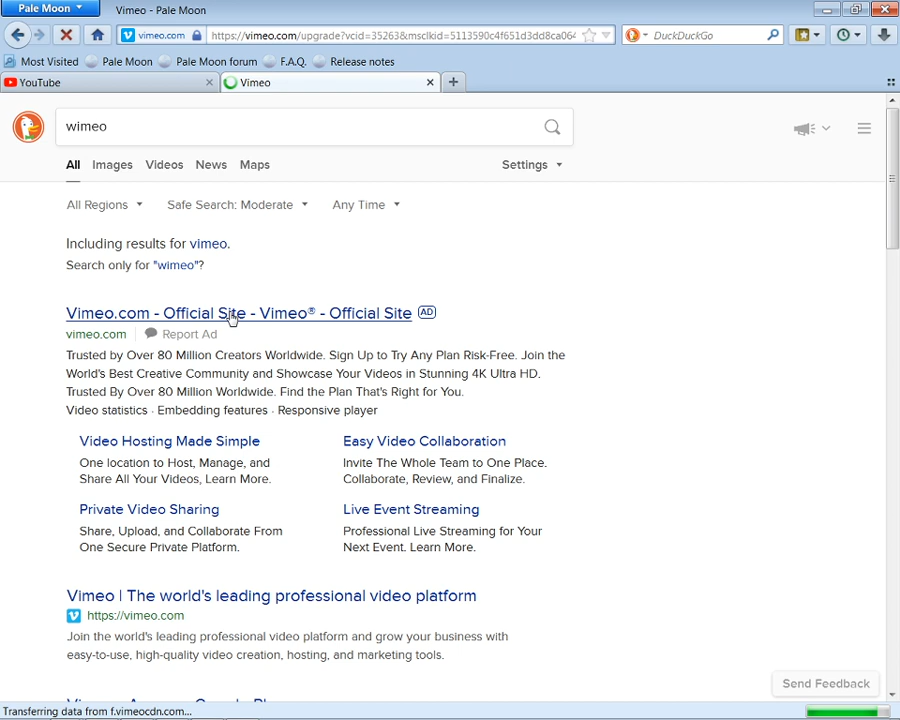 Pale Moon
Vimeo - Pale Moon
vimeo.com
https://vimeo.com/upgrade?vcid=35263&msclkid=5113590c4f651d3dd8ca064
DuckDuckGo
Most Visited
Pale Moon
Pale Moon forum
F.A.Q.
Release notes
YouTube
Vimeo
wimeo
All
Images
Videos
News
Maps
Settings
All Regions
Safe Search: Moderate
Any Time
Including results for vimeo.
Search only for "wimeo"?
Vimeo.com - Official Site - Vimeo® - Official Site AD
vimeo.com
Report Ad
Trusted by Over 80 Million Creators Worldwide. Sign Up to Try Any Plan Risk-Free. Join the
World's Best Creative Community and Showcase Your Videos in Stunning 4K Ultra HD.
Trusted By Over 80 Million Worldwide. Find the Plan That's Right for You.
Video statistics · Embedding features · Responsive player
Video Hosting Made Simple
One location to Host, Manage, and
Share All Your Videos, Learn More.
Easy Video Collaboration
Invite The Whole Team to One Place.
Collaborate, Review, and Finalize.
Private Video Sharing
Share, Upload, and Collaborate From
One Secure Private Platform.
Live Event Streaming
Professional Live Streaming for Your
Next Event. Learn More.
Vimeo | The world's leading professional video platform
https://vimeo.com
Join the world's leading professional video platform and grow your business with
easy-to-use, high-quality video creation, hosting, and marketing tools.
Send Feedback
Transferring data from f.vimeocdn.com...